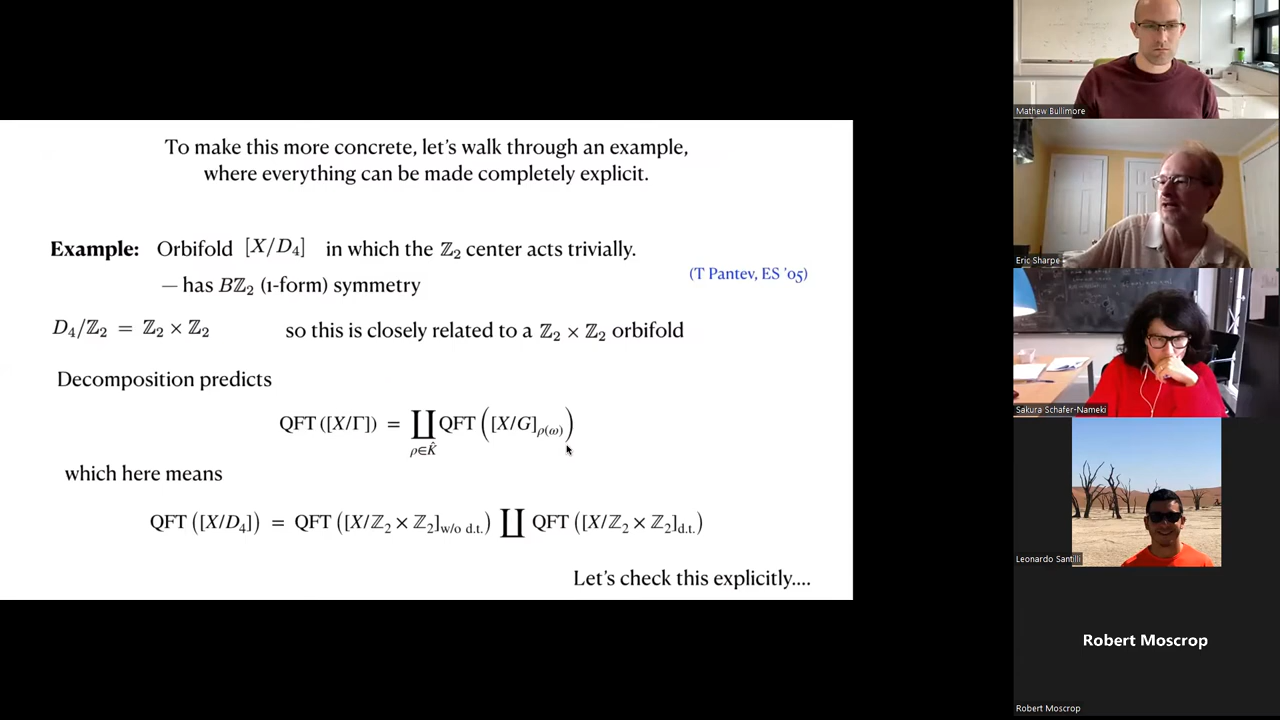 To make this more concrete, let's walk through an example,
where everything can be made completely explicit.
Example: Orbifold [X/D₄] in which the ℤ₂ center acts trivially.
(T Pantev, ES '05)
— has Bℤ₂ (1-form) symmetry
D₄/ℤ₂ = ℤ₂ × ℤ₂ so this is closely related to a ℤ₂ × ℤ₂ orbifold
Decomposition predicts
QFT([X/Γ]) = ∐_{ρ∈K̂} QFT([X/G]_{ρ(ω)})
which here means
QFT([X/D₄]) = QFT([X/ℤ₂ × ℤ₂]_{w/o d.t.}) ∐ QFT([X/ℤ₂ × ℤ₂]_{d.t.})
Let's check this explicitly....
Mathew Bullimore
Eric Sharpe
Sakura Schafer-Nameki
Leonardo Santilli
Robert Moscrop
Robert Moscrop